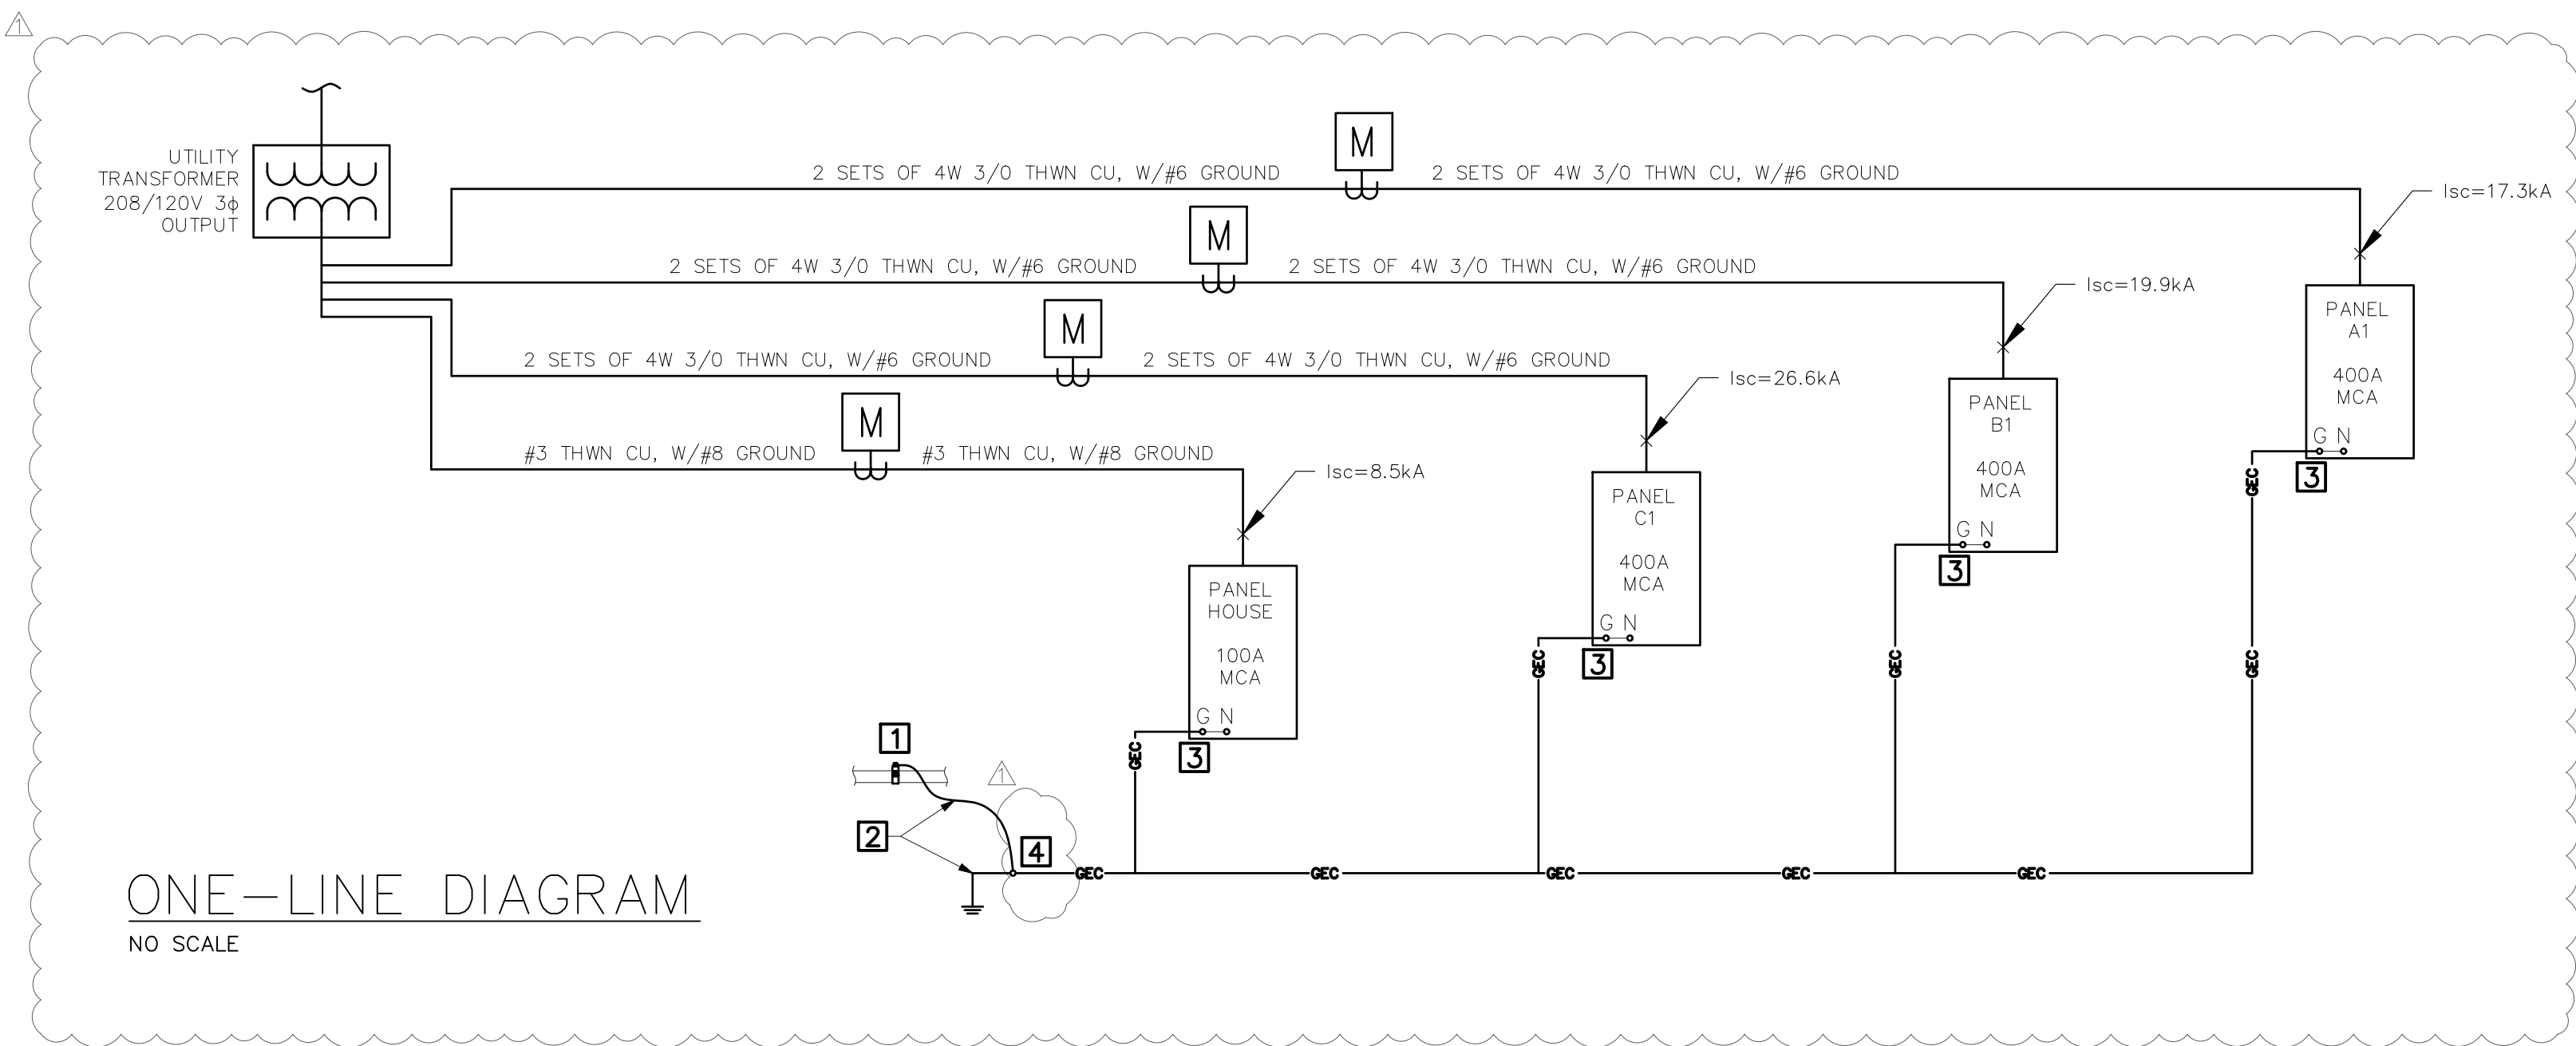 1
UTILITY
TRANSFORMER
208/120V 3ϕ
OUTPUT
M
2 SETS OF 4W 3/0 THWN CU, W/#6 GROUND
2 SETS OF 4W 3/0 THWN CU, W/#6 GROUND
Isc=17.3kA
M
2 SETS OF 4W 3/0 THWN CU, W/#6 GROUND
2 SETS OF 4W 3/0 THWN CU, W/#6 GROUND
Isc=19.9kA
M
2 SETS OF 4W 3/0 THWN CU, W/#6 GROUND
2 SETS OF 4W 3/0 THWN CU, W/#6 GROUND
Isc=26.6kA
M
#3 THWN CU, W/#8 GROUND
#3 THWN CU, W/#8 GROUND
Isc=8.5kA
PANEL
A1
400A
MCA
G N
3
GEC
GEC
PANEL
B1
400A
MCA
G N
3
GEC
PANEL
C1
400A
MCA
G N
3
GEC
PANEL
HOUSE
100A
MCA
G N
3
GEC
1
1
2
4
GEC
GEC
GEC
GEC
GEC
ONE-LINE DIAGRAM
NO SCALE